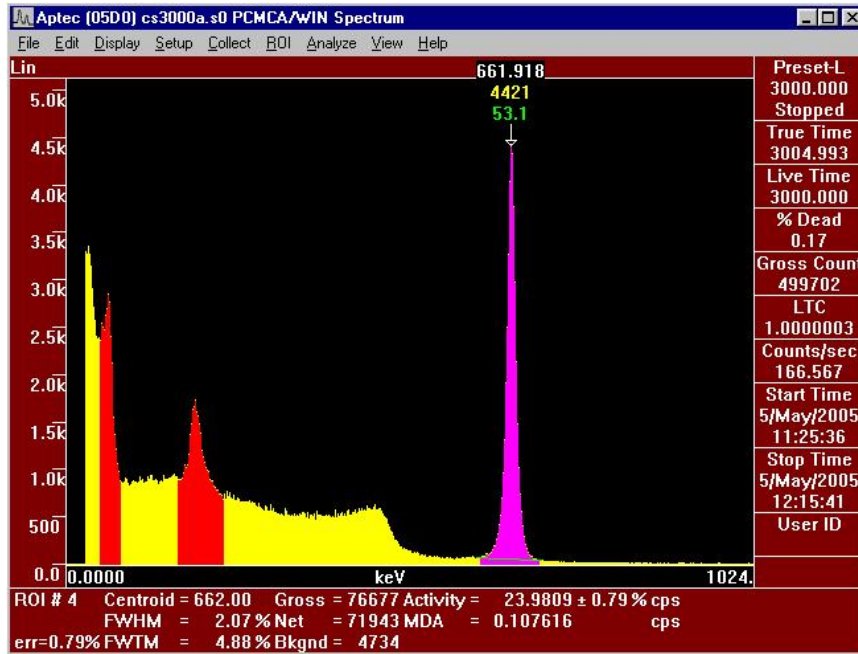 Aptec (05D0) cs3000a.s0 PCMCA/WIN Spectrum
File Edit Display Setup Collect ROI Analyze View Help
Lin
661.918
4421
53.1
5.0k
4.5k
4.0k
3.5k
3.0k
2.5k
2.0k
1.5k
1.0k
500
0.0
0.0000 keV 1024.
Preset-L
3000.000
Stopped
True Time
3004.993
Live Time
3000.000
% Dead
0.17
Gross Count
499702
LTC
1.0000003
Counts/sec
166.567
Start Time
5/May/2005
11:25:36
Stop Time
5/May/2005
12:15:41
User ID
ROI # 4 Centroid = 662.00 Gross = 76677 Activity = 23.9809 ± 0.79 % cps
FWHM = 2.07 % Net = 71943 MDA = 0.107616 cps
err=0.79% FWTM = 4.88 % Bkgnd = 4734